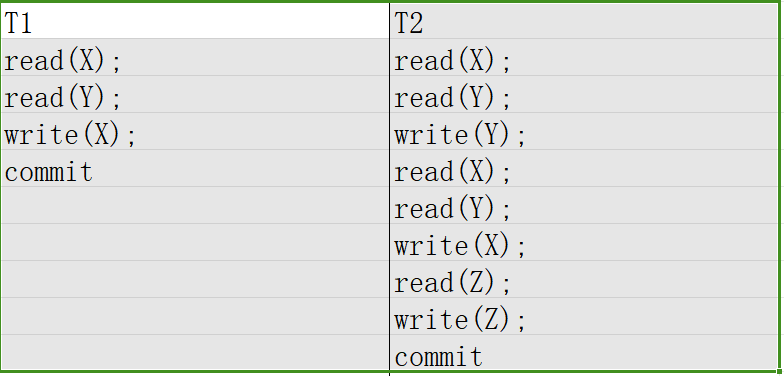 T1 T2
read(X); read(X);
read(Y); read(Y);
write(X); write(Y);
commit read(X);
read(Y);
write(X);
read(Z);
write(Z);
commit